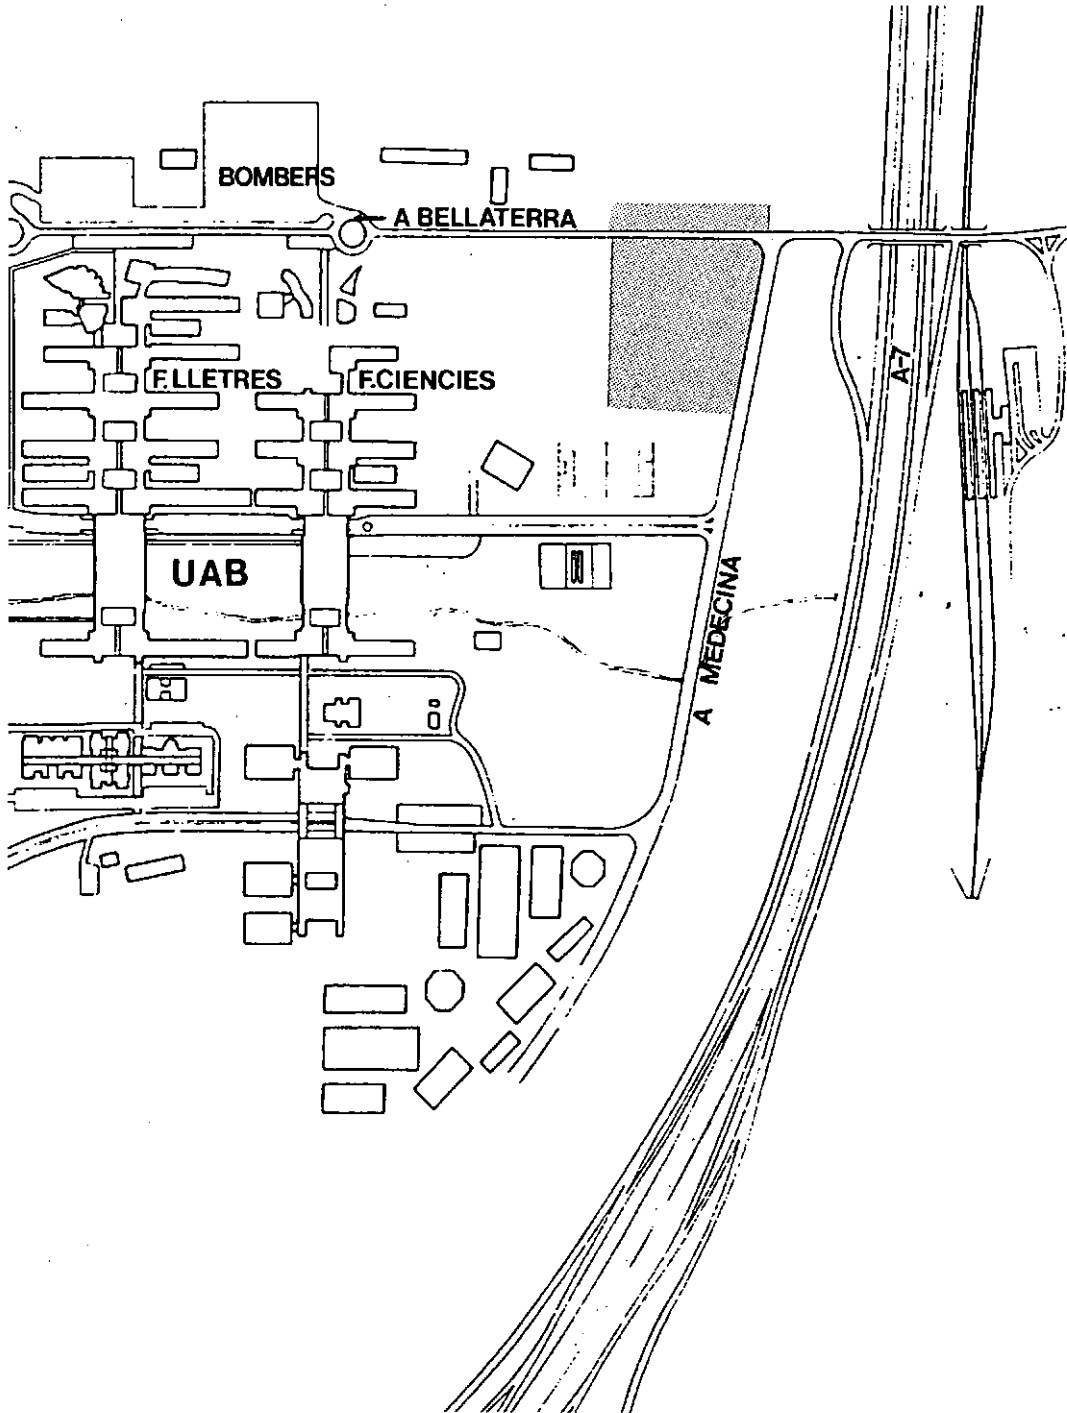 BOMBERS
A BELLATERRA
F.LLETRES
F.CIENCIES
A-7
UAB
A MEDECINA